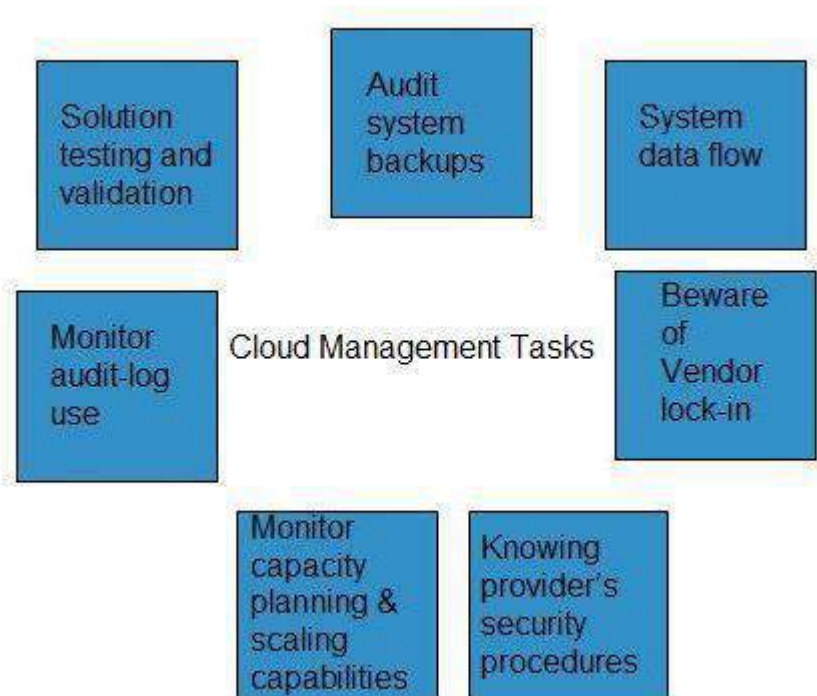 Audit
system
backups
Solution
testing and
validation
System
data flow
Monitor
audit-log
use
Cloud Management Tasks
Beware
of
Vendor
lock-in
Monitor
capacity
planning &
scaling
capabilities
Knowing
provider's
security
procedures